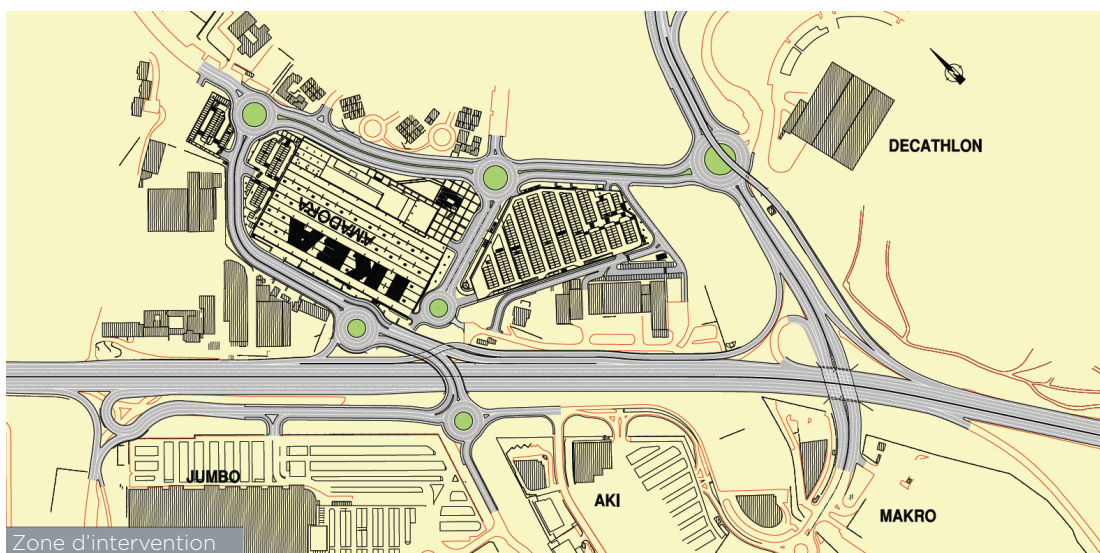 DECATHLON
IKEA
AMADORA
JUMBO
AKI
MAKRO
Zone d'intervention